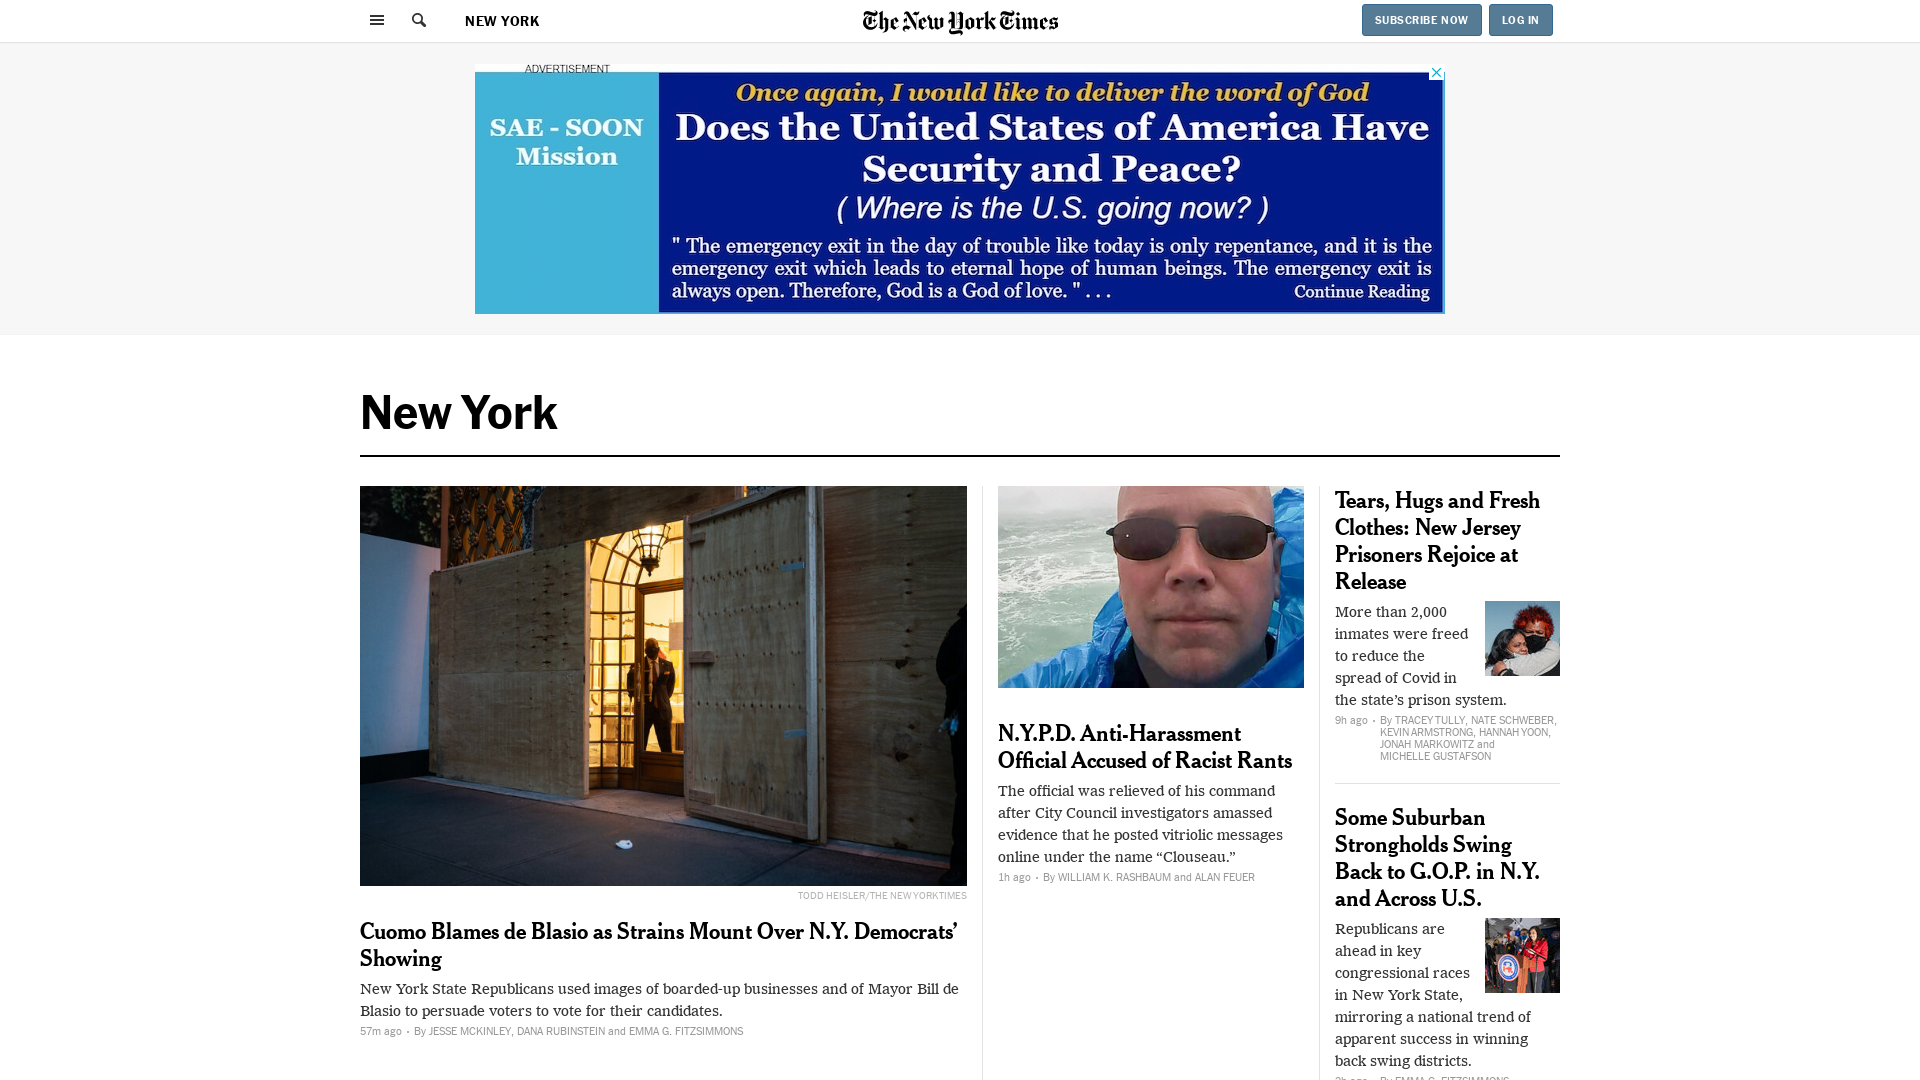 NEW YORK
The New York Times
SUBSCRIBE NOW
LOG IN
ADVERTISEMENT
SAE - SOON
Mission
Once again, I would like to deliver the word of God
Does the United States of America Have
Security and Peace?
( Where is the U.S. going now? )
" The emergency exit in the day of trouble like today is only repentance, and it is the
emergency exit which leads to eternal hope of human beings. The emergency exit is
always open. Therefore, God is a God of love. " . . .
Continue Reading
New York
TODD HEISLER/THE NEW YORK TIMES
Cuomo Blames de Blasio as Strains Mount Over N.Y. Democrats’
Showing
New York State Republicans used images of boarded-up businesses and of Mayor Bill de
Blasio to persuade voters to vote for their candidates.
57m ago · By JESSE MCKINLEY, DANA RUBINSTEIN and EMMA G. FITZSIMMONS
N.Y.P.D. Anti-Harassment
Official Accused of Racist Rants
The official was relieved of his command
after City Council investigators amassed
evidence that he posted vitriolic messages
online under the name “Clouseau.”
1h ago · By WILLIAM K. RASHBAUM and ALAN FEUER
Tears, Hugs and Fresh
Clothes: New Jersey
Prisoners Rejoice at
Release
More than 2,000
inmates were freed
to reduce the
spread of Covid in
the state’s prison system.
9h ago · By TRACEY TULLY, NATE SCHWEBER,
KEVIN ARMSTRONG, HANNAH YOON,
JONAH MARKOWITZ and
MICHELLE GUSTAFSON
Some Suburban
Strongholds Swing
Back to G.O.P. in N.Y.
and Across U.S.
Republicans are
ahead in key
congressional races
in New York State,
mirroring a national trend of
apparent success in winning
back swing districts.
By EMMA G. FITZSIMMONS